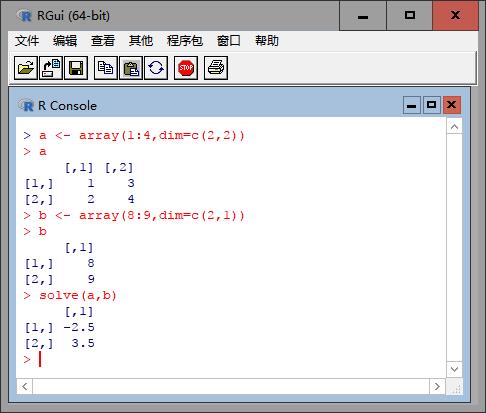 RGui (64-bit)
文件 编辑 查看 其他 程序包 窗口 帮助
STOP
R Console
> a <- array(1:4,dim=c(2,2))
> a
     [,1] [,2]
[1,]    1    3
[2,]    2    4
> b <- array(8:9,dim=c(2,1))
> b
     [,1]
[1,]    8
[2,]    9
> solve(a,b)
     [,1]
[1,] -2.5
[2,]  3.5
>